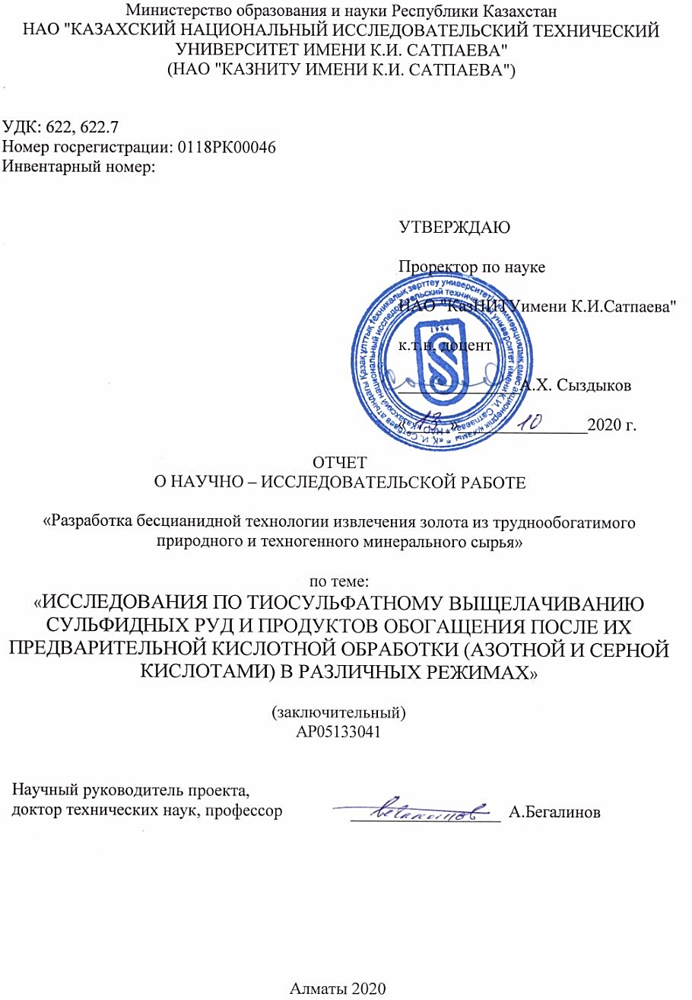 Министерство образования и науки Республики Казахстан
НАО "КАЗАХСКИЙ НАЦИОНАЛЬНЫЙ ИССЛЕДОВАТЕЛЬСКИЙ ТЕХНИЧЕСКИЙ
УНИВЕРСИТЕТ ИМЕНИ К.И. САТПАЕВА"
(НАО "КАЗНИТУ ИМЕНИ К.И. САТПАЕВА")
УДК: 622, 622.7
Номер госрегистрации: 0118РК00046
Инвентарный номер:
УТВЕРЖДАЮ
Проректор по науке
НАО "КазНИТУимени К.И.Сатпаева"
к.т.н, доцент
А.Х. Сыздыков
« 13 » 10 2020 г.
1934
ОТЧЕТ
О НАУЧНО – ИССЛЕДОВАТЕЛЬСКОЙ РАБОТЕ
«Разработка бесцианидной технологии извлечения золота из труднообогатимого
природного и техногенного минерального сырья»
по теме:
«ИССЛЕДОВАНИЯ ПО ТИОСУЛЬФАТНОМУ ВЫЩЕЛАЧИВАНИЮ
СУЛЬФИДНЫХ РУД И ПРОДУКТОВ ОБОГАЩЕНИЯ ПОСЛЕ ИХ
ПРЕДВАРИТЕЛЬНОЙ КИСЛОТНОЙ ОБРАБОТКИ (АЗОТНОЙ И СЕРНОЙ
КИСЛОТАМИ) В РАЗЛИЧНЫХ РЕЖИМАХ»
(заключительный)
АР05133041
Научный руководитель проекта,
доктор технических наук, профессор А.Бегалинов
Алматы 2020